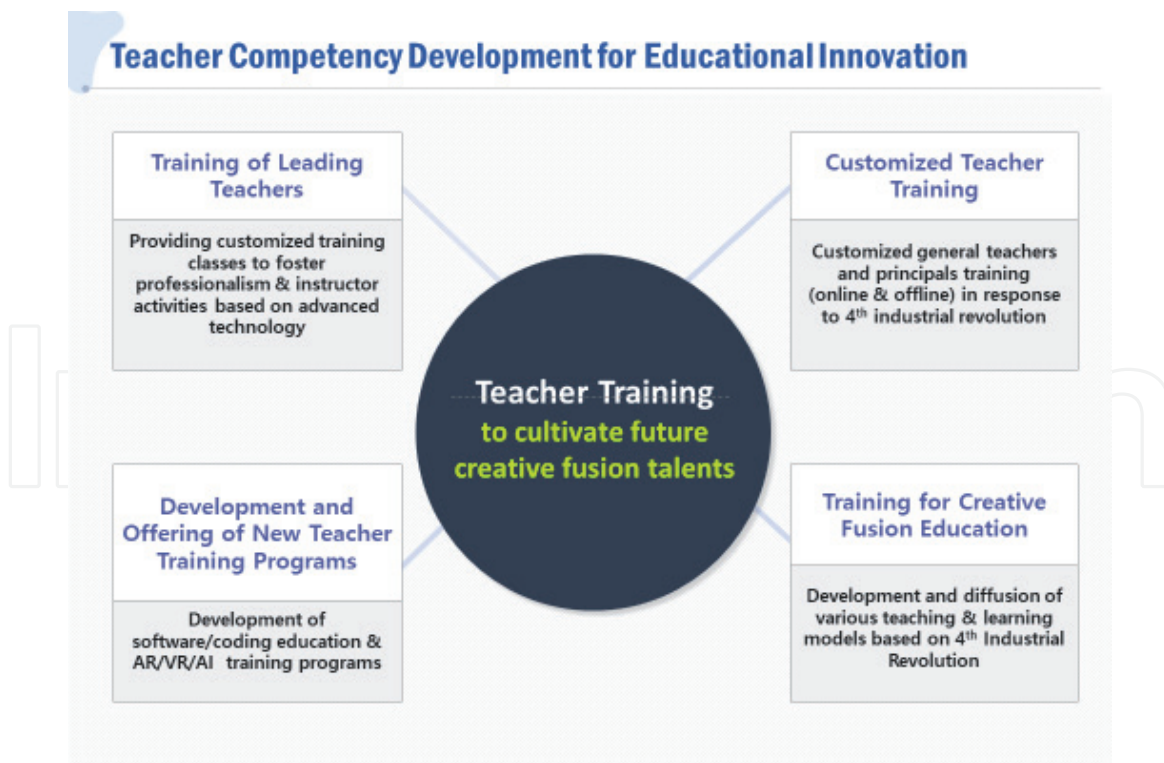 Teacher Competency Development for Educational Innovation
Training of Leading
Teachers
Providing customized training
classes to foster
professionalism & instructor
activities based on advanced
technology
Customized Teacher
Training
Customized general teachers
and principals training
(online & offline) in response
to 4th industrial revolution
Teacher Training
to cultivate future
creative fusion talents
Development and
Offering of New Teacher
Training Programs
Development of
software/coding education &
AR/VR/AI training programs
Training for Creative
Fusion Education
Development and diffusion of
various teaching & learning
models based on 4th Industrial
Revolution